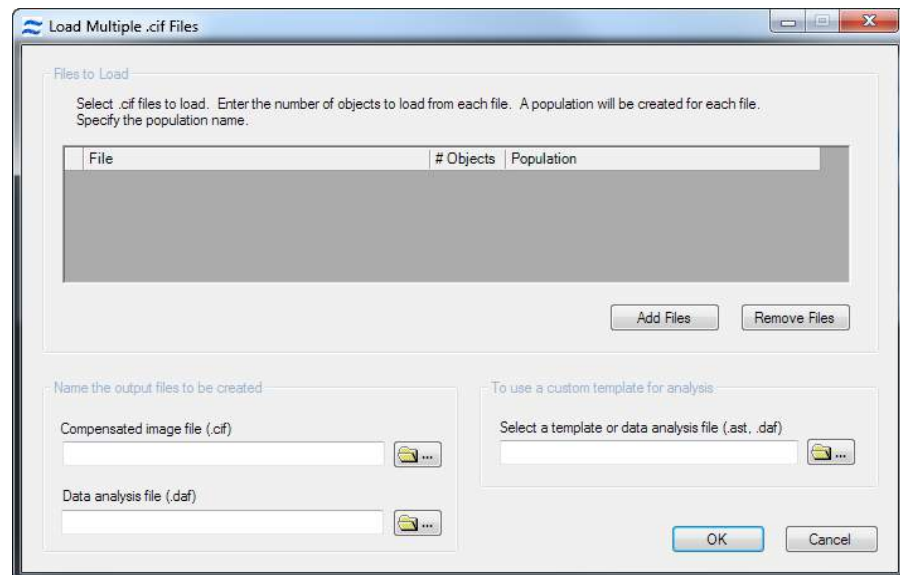 Load Multiple .cif Files
Files to Load
Select .cif files to load. Enter the number of objects to load from each file. A population will be created for each file.
Specify the population name.
File # Objects Population
Add Files Remove Files
Name the output files to be created
Compensated image file (.cif)
...
Data analysis file (.daf)
...
To use a custom template for analysis
Select a template or data analysis file (.ast, .daf)
...
OK Cancel